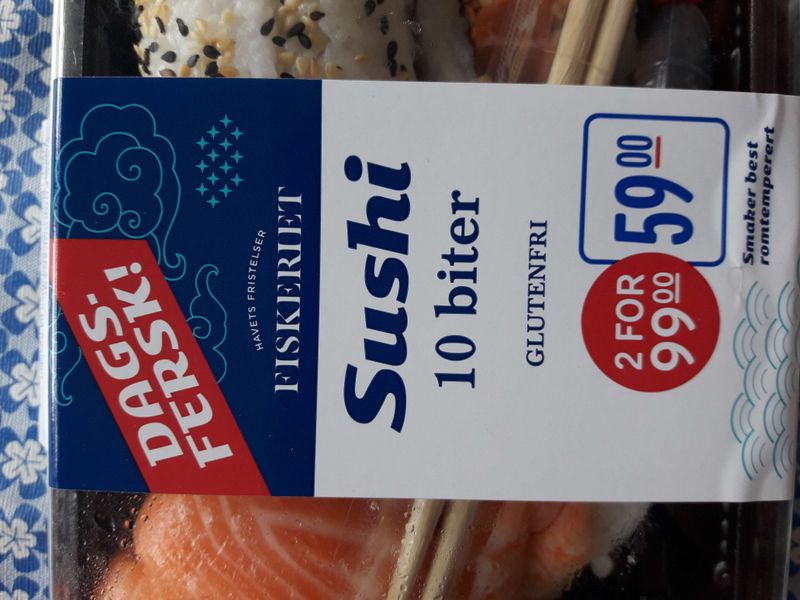 DAGS-
FERSK!
HAVETS FRISTELSER
FISKERIET
Sushi
10 biter
GLUTENFRI
59 00
2 FOR
99 00
Smaker best
romtemperert